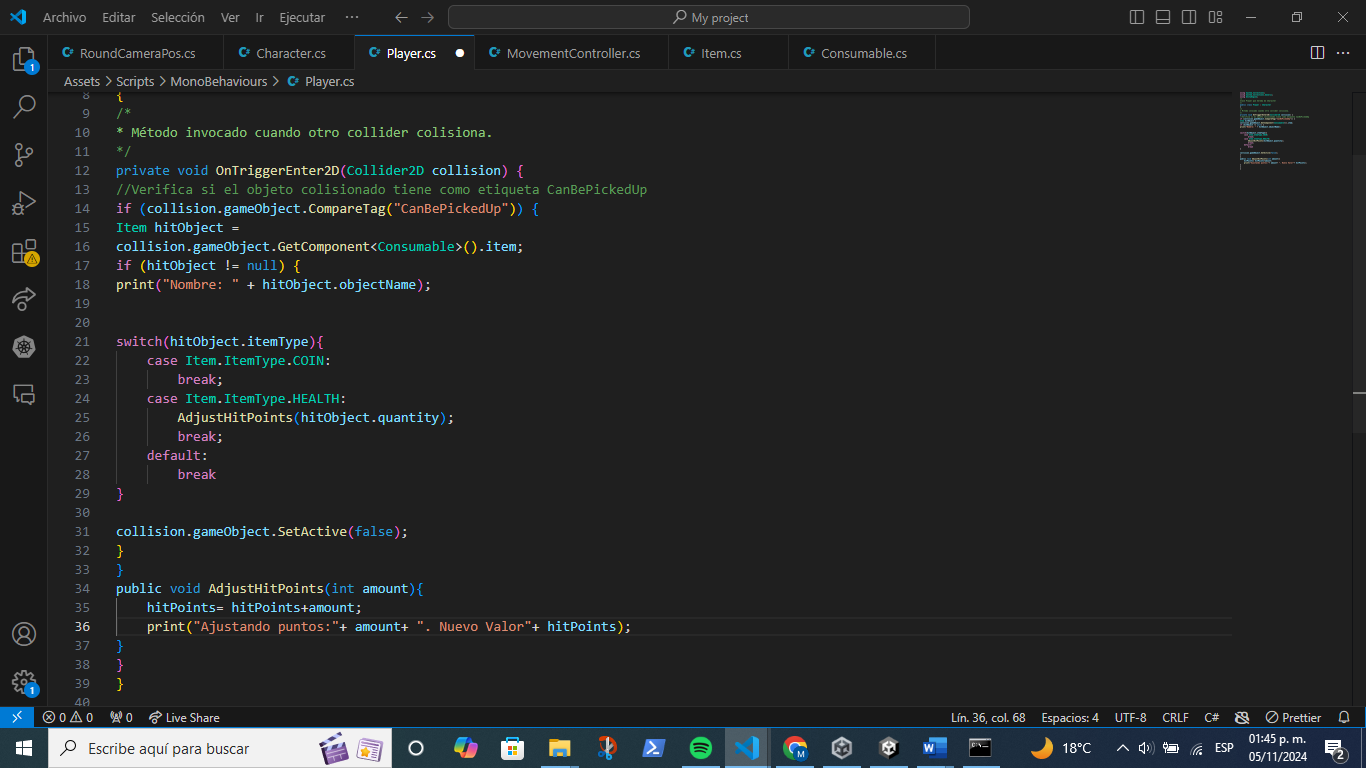 Archivo Editar Selección Ver Ir Ejecutar ··· My project
RoundCameraPos.cs Character.cs Player.cs MovementController.cs Item.cs Consumable.cs ···
Assets > Scripts > MonoBehaviours > Player.cs
8 {
9 /*
10 * Método invocado cuando otro collider colisiona.
11 */
12 private void OnTriggerEnter2D(Collider2D collision) {
13 //Verifica si el objeto colisionado tiene como etiqueta CanBePickedUp
14 if (collision.gameObject.CompareTag("CanBePickedUp")) {
15 Item hitObject =
16 collision.gameObject.GetComponent<Consumable>().item;
17 if (hitObject != null) {
18 print("Nombre: " + hitObject.objectName);
19
20
21 switch(hitObject.itemType){
22 case Item.ItemType.COIN:
23 break;
24 case Item.ItemType.HEALTH:
25 AdjustHitPoints(hitObject.quantity);
26 break;
27 default:
28 break
29 }
30
31 collision.gameObject.SetActive(false);
32 }
33 }
34 public void AdjustHitPoints(int amount){
35 hitPoints= hitPoints+amount;
36 print("Ajustando puntos:"+ amount+ ". Nuevo Valor"+ hitPoints);
37 }
38 }
39 }
40
1
1
0 0 0 Live Share Lín. 36, col. 68 Espacios: 4 UTF-8 CRLF C# Prettier
Escribe aquí para buscar 18°C ESP 01:45 p. m.
05/11/2024 2